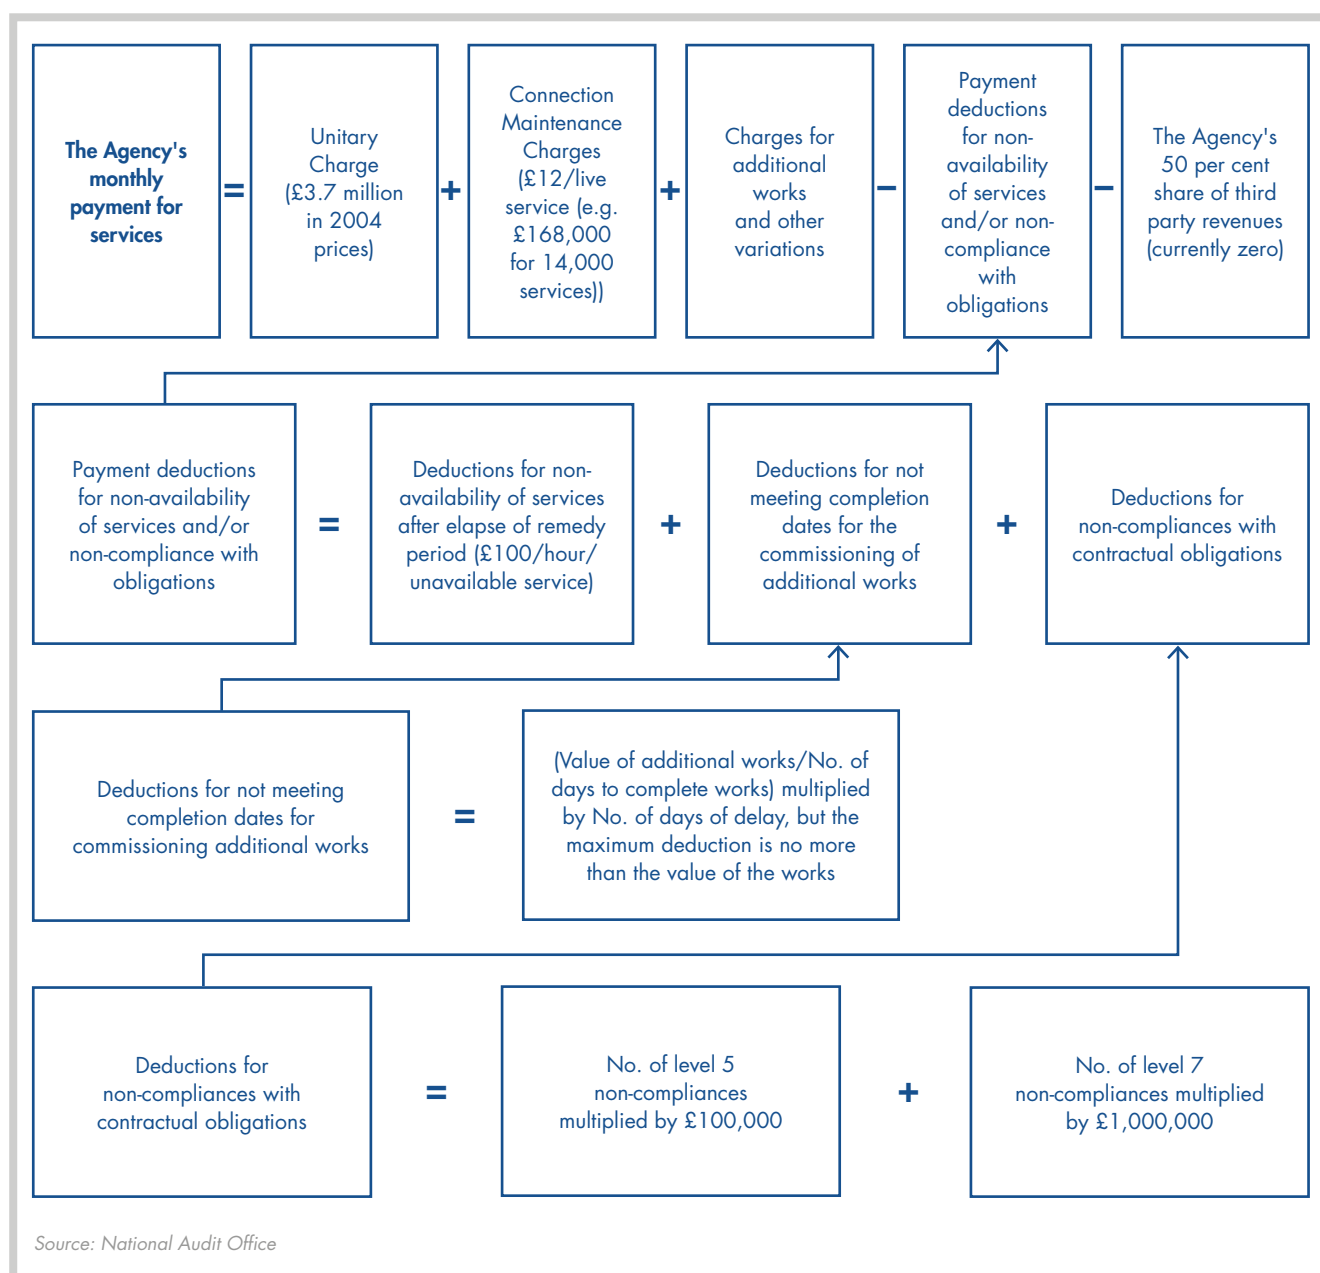 The Agency's
monthly
payment for
services
=
Unitary
Charge
(£3.7 million
in 2004
prices)
+
Connection
Maintenance
Charges
(£12/live
service (e.g.
£168,000
for 14,000
services))
+
Charges for
additional
works
and other
variations
–
Payment
deductions
for non-
availability
of services
and/or non-
compliance
with
obligations
–
The Agency's
50 per cent
share of third
party revenues
(currently zero)
Payment deductions
for non-availability
of services and/or
non-compliance with
obligations
=
Deductions for non-
availability of services
after elapse of remedy
period (£100/hour/
unavailable service)
+
Deductions for not
meeting completion
dates for the
commissioning of
additional works
+
Deductions for
non-compliances with
contractual obligations
Deductions for not meeting
completion dates for
commissioning additional works
=
(Value of additional works/No. of
days to complete works) multiplied
by No. of days of delay, but the
maximum deduction is no more
than the value of the works
Deductions for
non-compliances with
contractual obligations
=
No. of level 5
non-compliances
multiplied by £100,000
+
No. of level 7
non-compliances multiplied
by £1,000,000
Source: National Audit Office